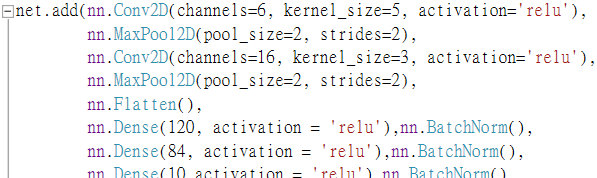 net.add(nn.Conv2D(channels=6, kernel_size=5, activation='relu'),
nn.MaxPool2D(pool_size=2, strides=2),
nn.Conv2D(channels=16, kernel_size=3, activation='relu'),
nn.MaxPool2D(pool_size=2, strides=2),
nn.Flatten(),
nn.Dense(120, activation = 'relu'),nn.BatchNorm(),
nn.Dense(84, activation = 'relu'),nn.BatchNorm(),
nn.Dense(10,activation = 'relu'),nn.BatchNorm()